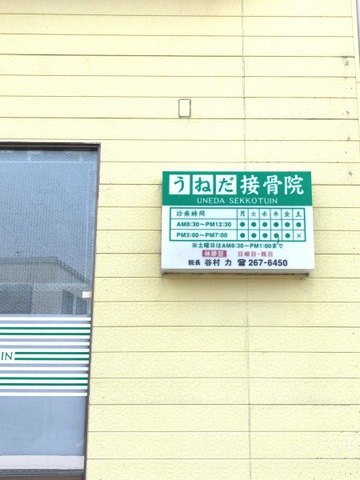 うねだ接骨院
UNEDA SEKKOTUIN
診療時間 月 火 水 木 金 土
AM8:30～PM12:30 ● ● ● ● ● ●
PM3:00～PM7:00 ● ● ● ● ● ×
※土曜日はAM8:30～PM1:00まで
休診日 日曜日・祝日
院長 谷村 力 ☎267-6450
IN